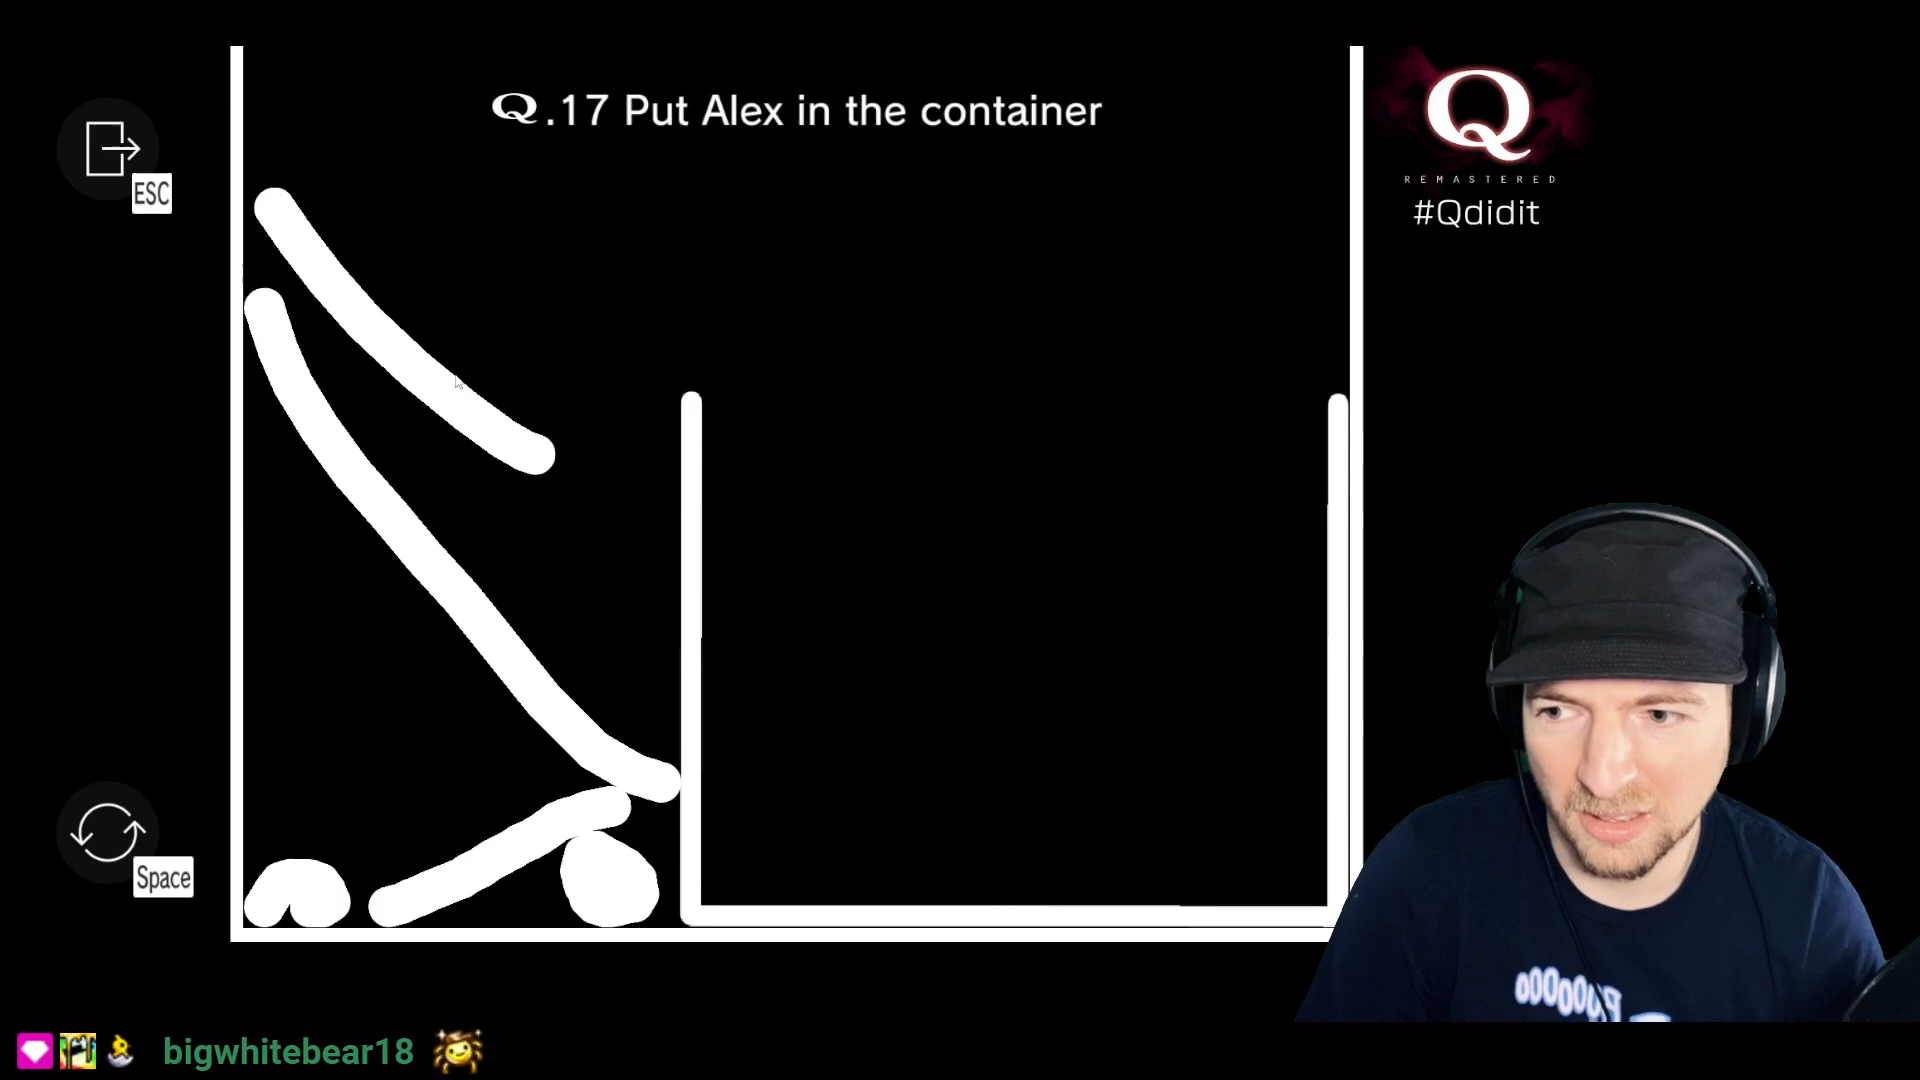 Q.17 Put Alex in the container
ESC
Q
REMASTERED
#Qdidit
Space
bigwhitebear18